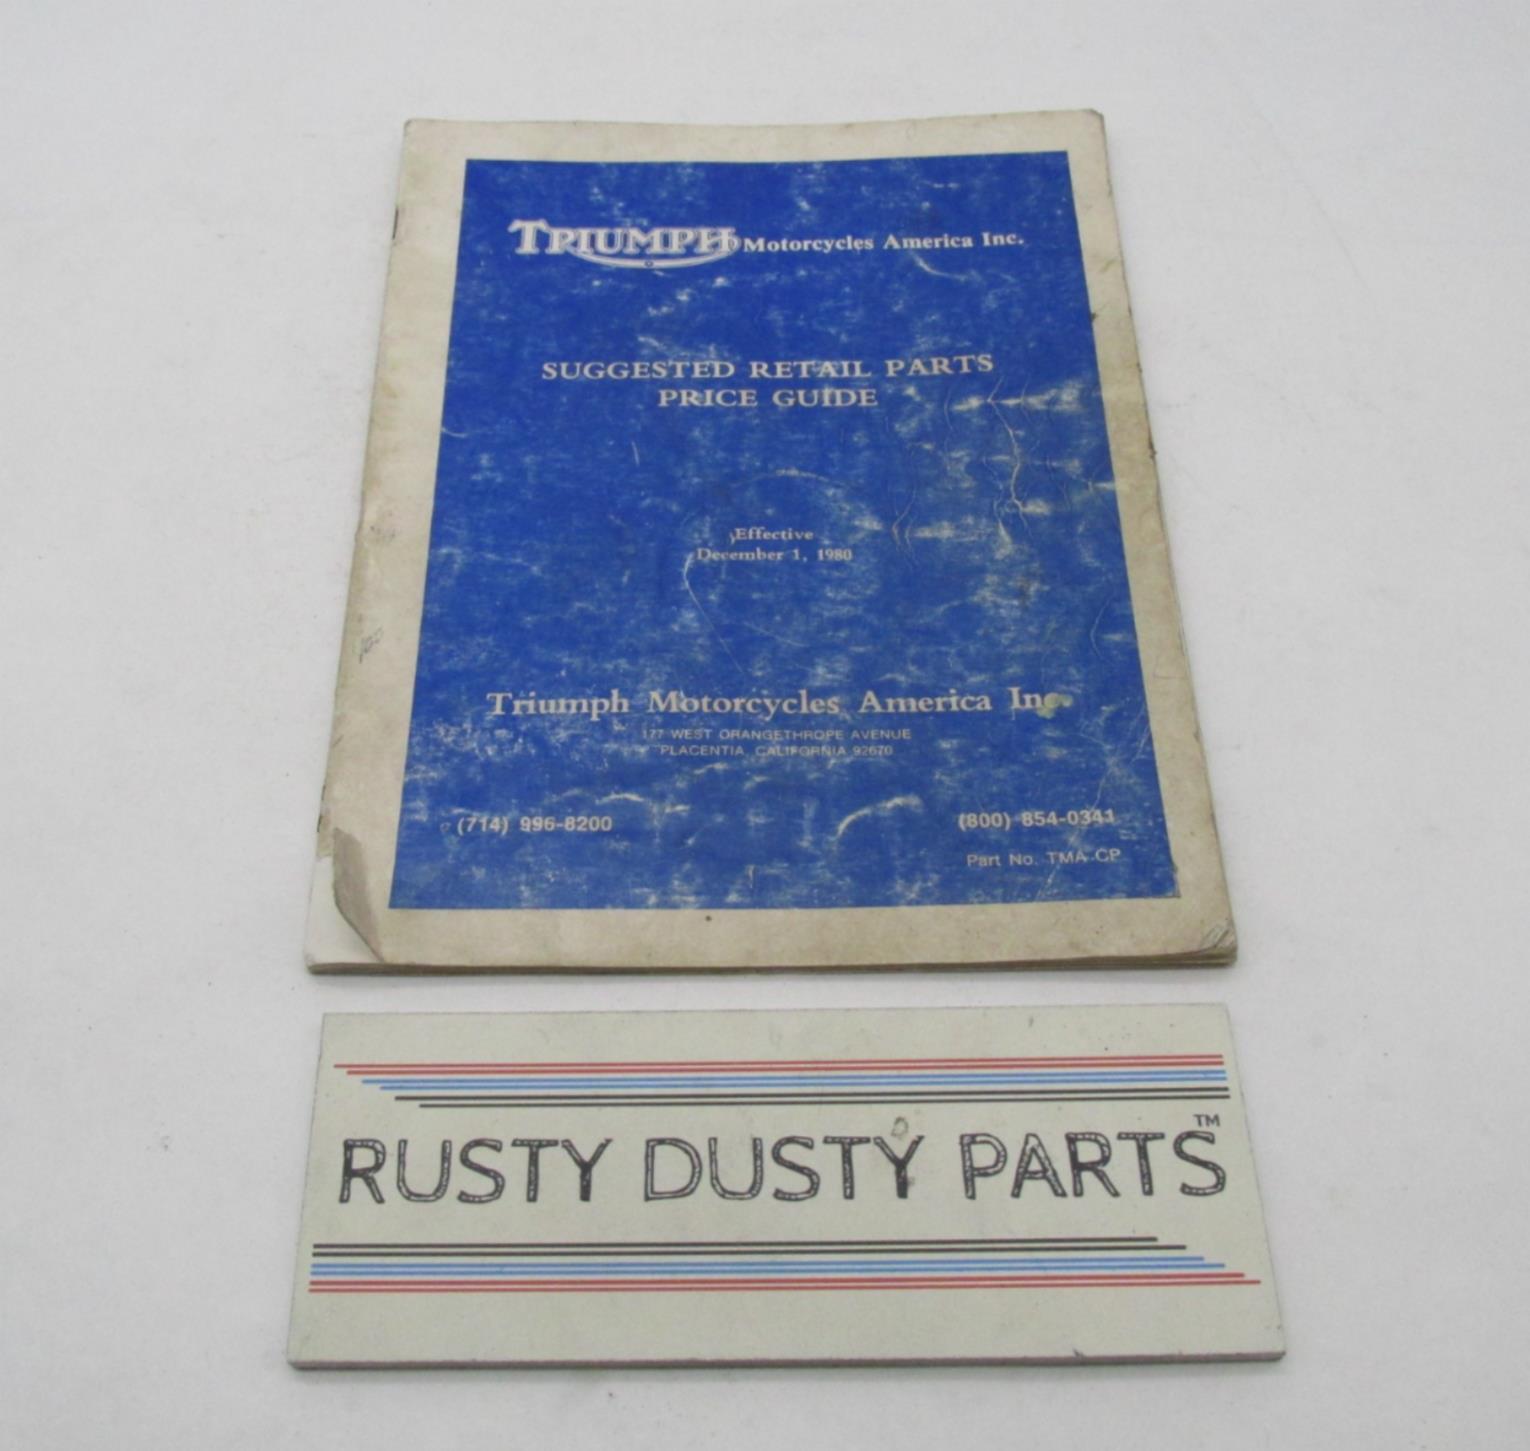 TRIUMPH Motorcycles America Inc.
SUGGESTED RETAIL PARTS
PRICE GUIDE
Effective
December 1, 1980
Triumph Motorcycles America Inc.
177 WEST ORANGETHROPE AVENUE
PLACENTIA, CALIFORNIA 92670
(714) 996-8200 (800) 854-0341
Part No. TMA-CP
RUSTY DUSTY PARTS™